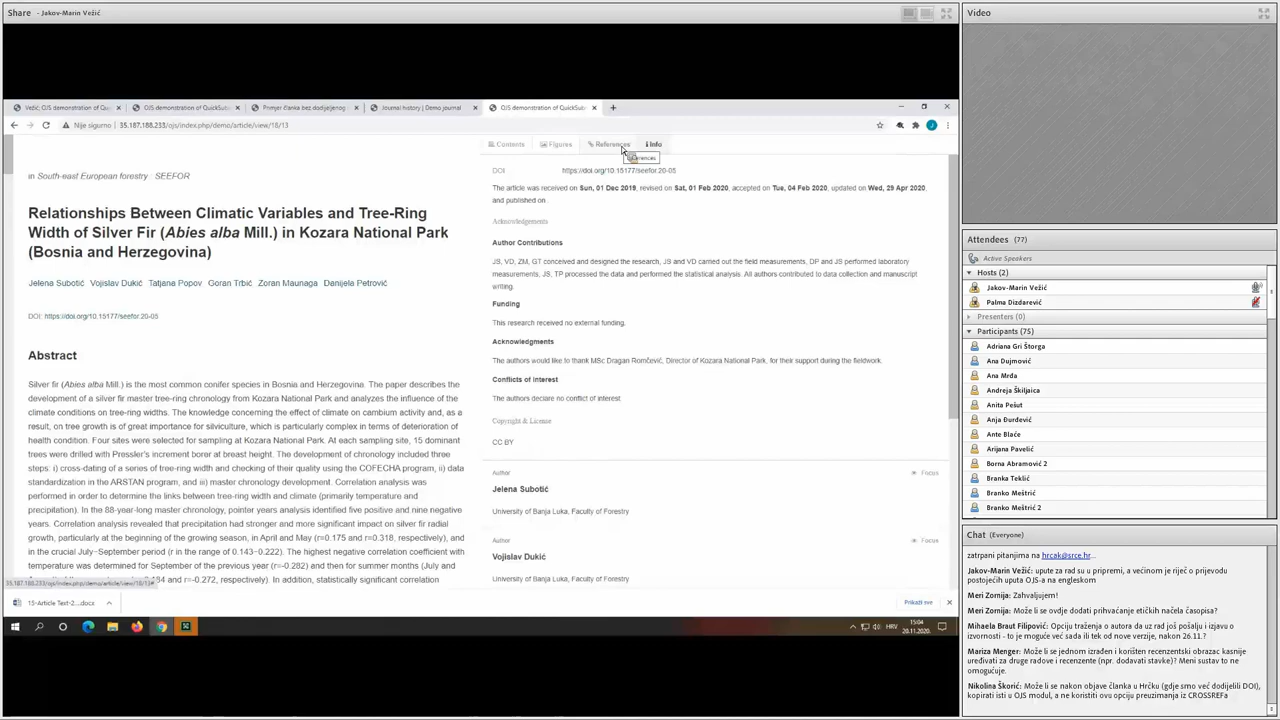 Share - Jakov-Marin Vežić
Video
Vežić: OJS demonstration of Qu
OJS demonstration of QuickSub
Primjer članka bez dodijeljenog
Journal history | Demo journal
OJS demonstration of QuickSub
Nije sigurno | 35.187.188.233/ojs/index.php/demo/article/view/18/13
Contents
Figures
References
Info
in South-east European forestry SEEFOR
Relationships Between Climatic Variables and Tree-Ring
Width of Silver Fir (Abies alba Mill.) in Kozara National Park
(Bosnia and Herzegovina)
Jelena Subotić Vojislav Dukić Tatjana Popov Goran Trbić Zoran Maunaga Danijela Petrović
DOI: https://doi.org/10.15177/seefor.20-05
Abstract
Silver fir (Abies alba Mill.) is the most common conifer species in Bosnia and Herzegovina. The paper describes the
development of a silver fir master tree-ring chronology from Kozara National Park and analyzes the influence of the
climate conditions on tree-ring widths. The knowledge concerning the effect of climate on cambium activity and, as a
result, on tree growth is of great importance for silviculture, which is particularly complex in terms of deterioration of
health condition. Four sites were selected for sampling at Kozara National Park. At each sampling site, 15 dominant
trees were drilled with Pressler's increment borer at breast height. The development of chronology included three
steps: i) cross-dating of a series of tree-ring width and checking of their quality using the COFECHA program, ii) data
standardization in the ARSTAN program, and iii) master chronology development. Correlation analysis was
performed in order to determine the links between tree-ring width and climate (primarily temperature and
precipitation). In the 88-year-long master chronology, pointer years analysis identified five positive and nine negative
years. Correlation analysis revealed that precipitation had stronger and more significant impact on silver fir radial
growth, particularly at the beginning of the growing season, in April and May (r=0.175 and r=0.318, respectively), and
in the crucial July–September period (r in the range of 0.143–0.222). The highest negative correlation coefficient with
temperature was determined for September of the previous year (r=-0.282) and then for summer months (July and
184 and r=-0.272, respectively). In addition, statistically significant correlation
35.187.188.233/ojs/index.php/demo/article/view/18/13#
DOI https://doi.org/10.15177/seefor.20-05
The article was received on Sun, 01 Dec 2019, revised on Sat, 01 Feb 2020, accepted on Tue, 04 Feb 2020, updated on Wed, 29 Apr 2020
and published on .
Acknowledgements
Author Contributions
JS, VD, ZM, GT conceived and designed the research, JS and VD carried out the field measurements, DP and JS performed laboratory
measurements, JS, TP processed the data and performed the statistical analysis. All authors contributed to data collection and manuscript
writing.
Funding
This research received no external funding.
Acknowledgments
The authors would like to thank MSc Dragan Romčević, Director of Kozara National Park, for their support during the fieldwork.
Conflicts of Interest
The authors declare no conflict of interest.
Copyright & License
CC BY
Author
Focus
Jelena Subotić
University of Banja Luka, Faculty of Forestry
Author
Focus
Vojislav Dukić
University of Banja Luka, Faculty of Forestry
15-Article Text-2...docx
Prikaži sve
HRV
15:04
20.11.2020.
Attendees (77)
Active Speakers
Hosts (2)
Jakov-Marin Vežić
Palma Dizdarević
Presenters (0)
Participants (75)
Adriana Gri Štorga
Ana Dujmović
Ana Mrđa
Andreja Škiljaica
Anita Pešut
Anja Đurđević
Ante Blaće
Arijana Pavelić
Borna Abramović 2
Branka Teklić
Branko Meštrić
Branko Meštrić 2
Chat (Everyone)
zatrpani pitanjima na hrcak@srce.hr...
Jakov-Marin Vežić: upute za rad su u pripremi, a većinom je riječ o prijevodu
postojećih uputa OJS-a na engleskom
Meri Zornija: Zahvaljujem!
Meri Zornija: Može li se ovdje dodati prihvaćanje etičkih načela časopisa?
Mihaela Braut Filipović: Opciju traženja o autora da uz rad još pošalju i izjavu o
izvornosti - to je moguće već sada ili tek od nove verzije, nakon 26.11.?
Mariza Menger: Može li se jednom izrađen i korišten recenzentski obrazac kasnije
uređivati za druge radove i recenzente (npr. dodavati stavke)? Meni sustav to ne
omogućuje.
Nikolina Škorić: Može li se nakon objave članka u Hrčku (gdje smo već dodijelili DOI),
kopirati isti u OJS modul, a ne koristiti ovu opciju preuzimanja iz CROSSREFa